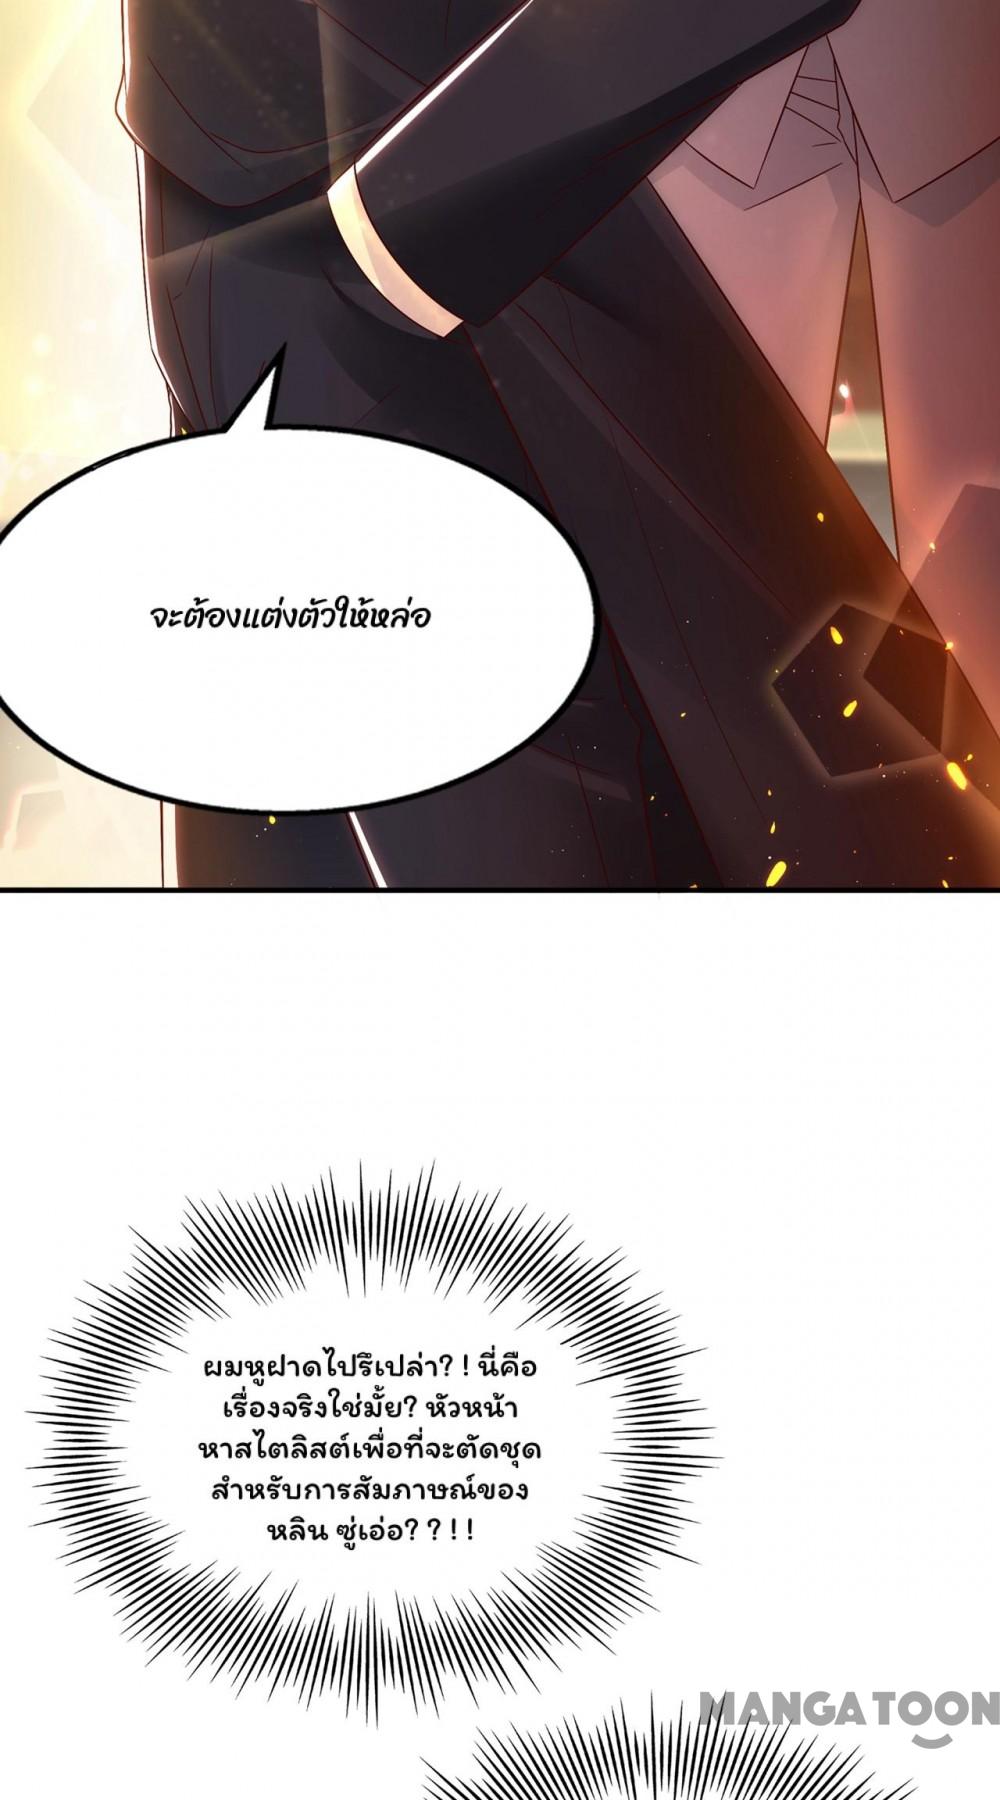 จะต้องแต่งตัวให้หล่อ
ผมหูฝาดไปรึเปล่า?! นี่คือ
เรื่องจริงใช่มั้ย? หัวหน้า
หาสไตลิสต์เพื่อที่จะตัดชุด
สำหรับการสัมภาษณ์ของ
หลิน ซู่เอ่อ??!!
MANGATOON